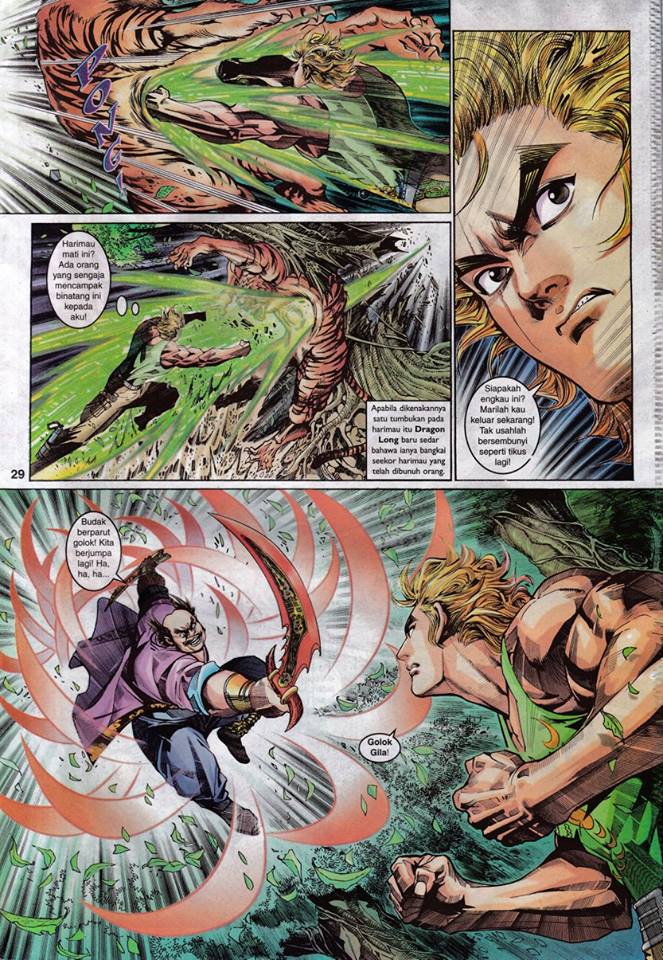 PONG!
Harimau
mati ini?
Ada orang
yang sengaja
mencampak
binatang ini
kepada
aku!
Apabila dikenakannya
satu tumbukan pada
harimau itu Dragon
Long baru sedar
bahawa ianya bangkai
seekor harimau yang
telah dibunuh orang.
Siapakah
engkau ini?
Marilah kau
keluar sekarang!
Tak usahlah
bersembunyi
seperti tikus
lagi!
29
Budak
berparut
golok! Kita
berjumpa
lagi! Ha,
ha, ha...
Golok
Gila!